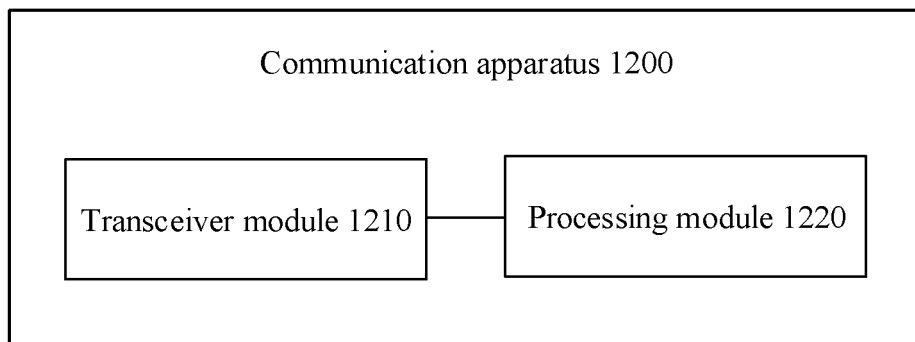 Communication apparatus 1200
Transceiver module 1210
Processing module 1220